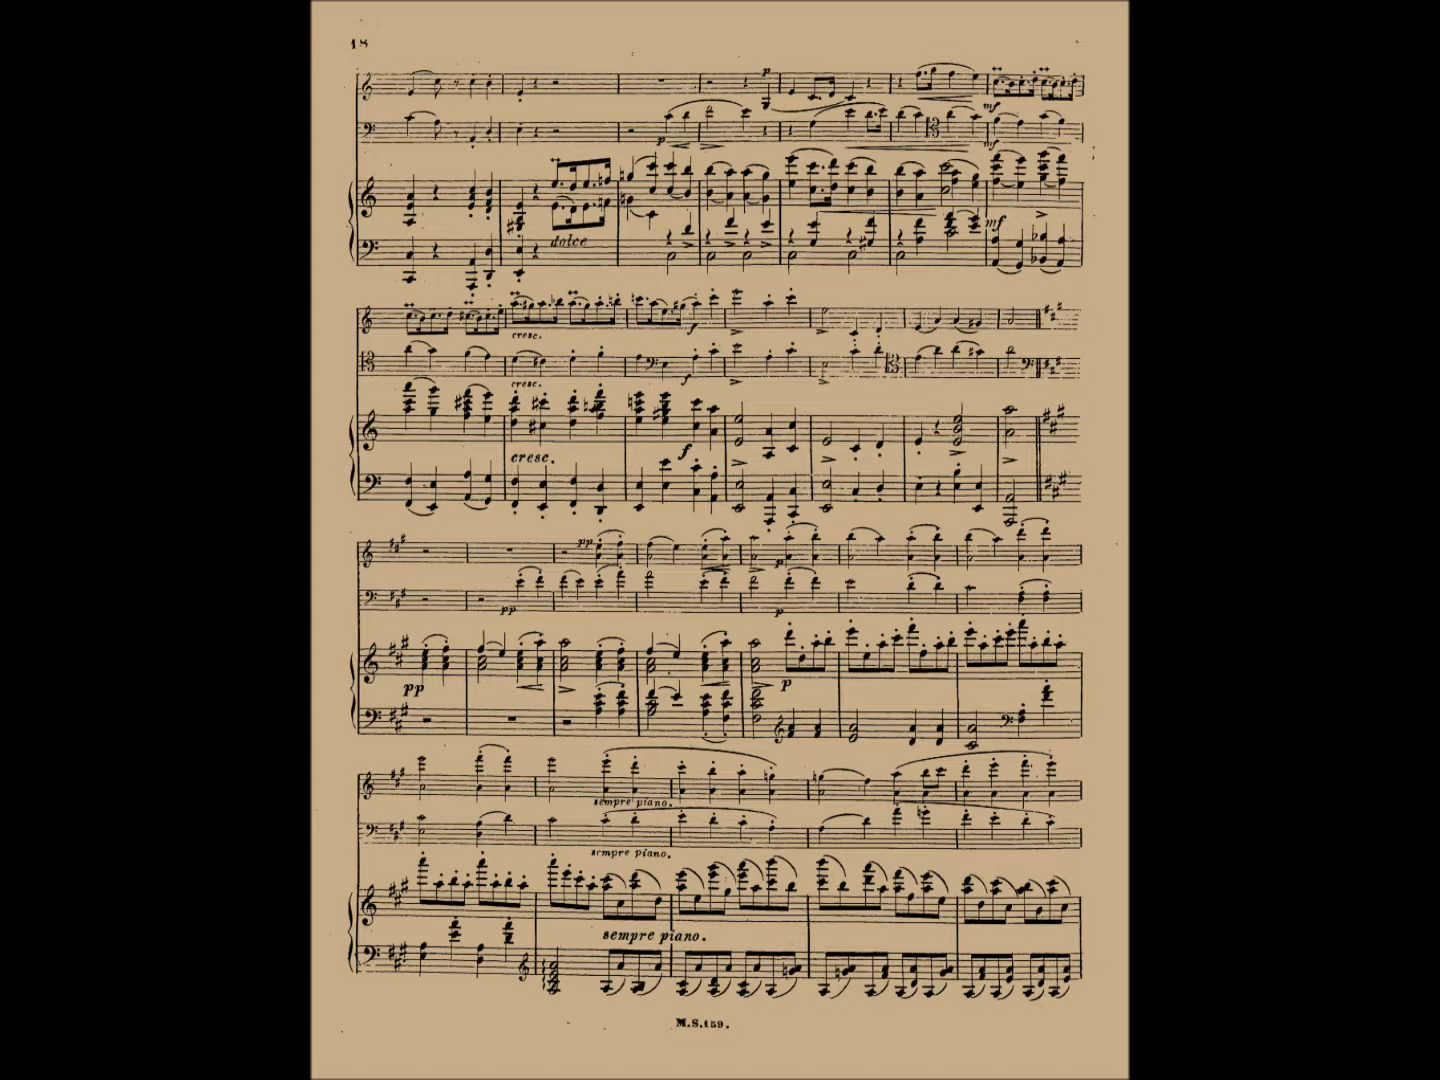 18
p
mf
p
mf
mf
dolce
cresc.
f
cresc.
f
cresc.
f
pp
p
pp
p
pp
p
sempre piano.
sempre piano.
sempre piano.
M.S.159.